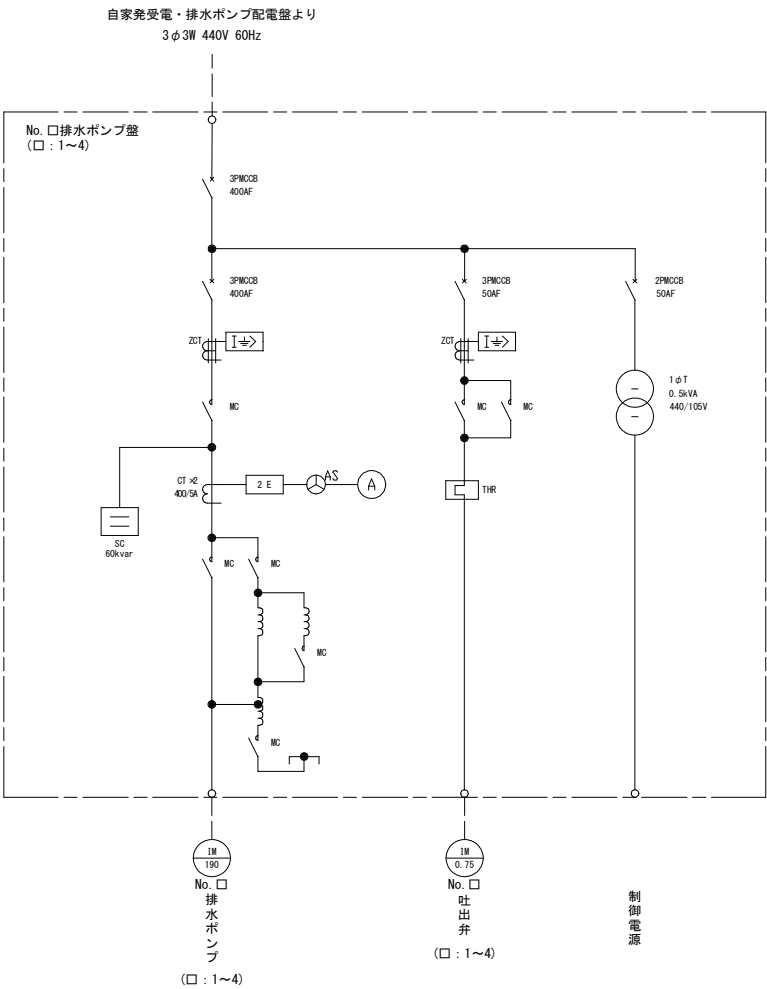 自家発受電・排水ポンプ配電盤より
3φ3W 440V 60Hz
No. □排水ポンプ盤
(□ : 1～4)
3PMCCB
400AF
3PMCCB
400AF
3PMCCB
50AF
2PMCCB
50AF
ZCT
I
ZCT
I
MC
MC
MC
1φT
0.5kVA
440/105V
CT ×2
400/5A
2 E
AS
A
THR
SC
60kvar
MC
MC
MC
MC
IM
190
No. □
排水ポンプ
(□ : 1～4)
IM
0.75
No. □
吐出弁
(□ : 1～4)
制御電源